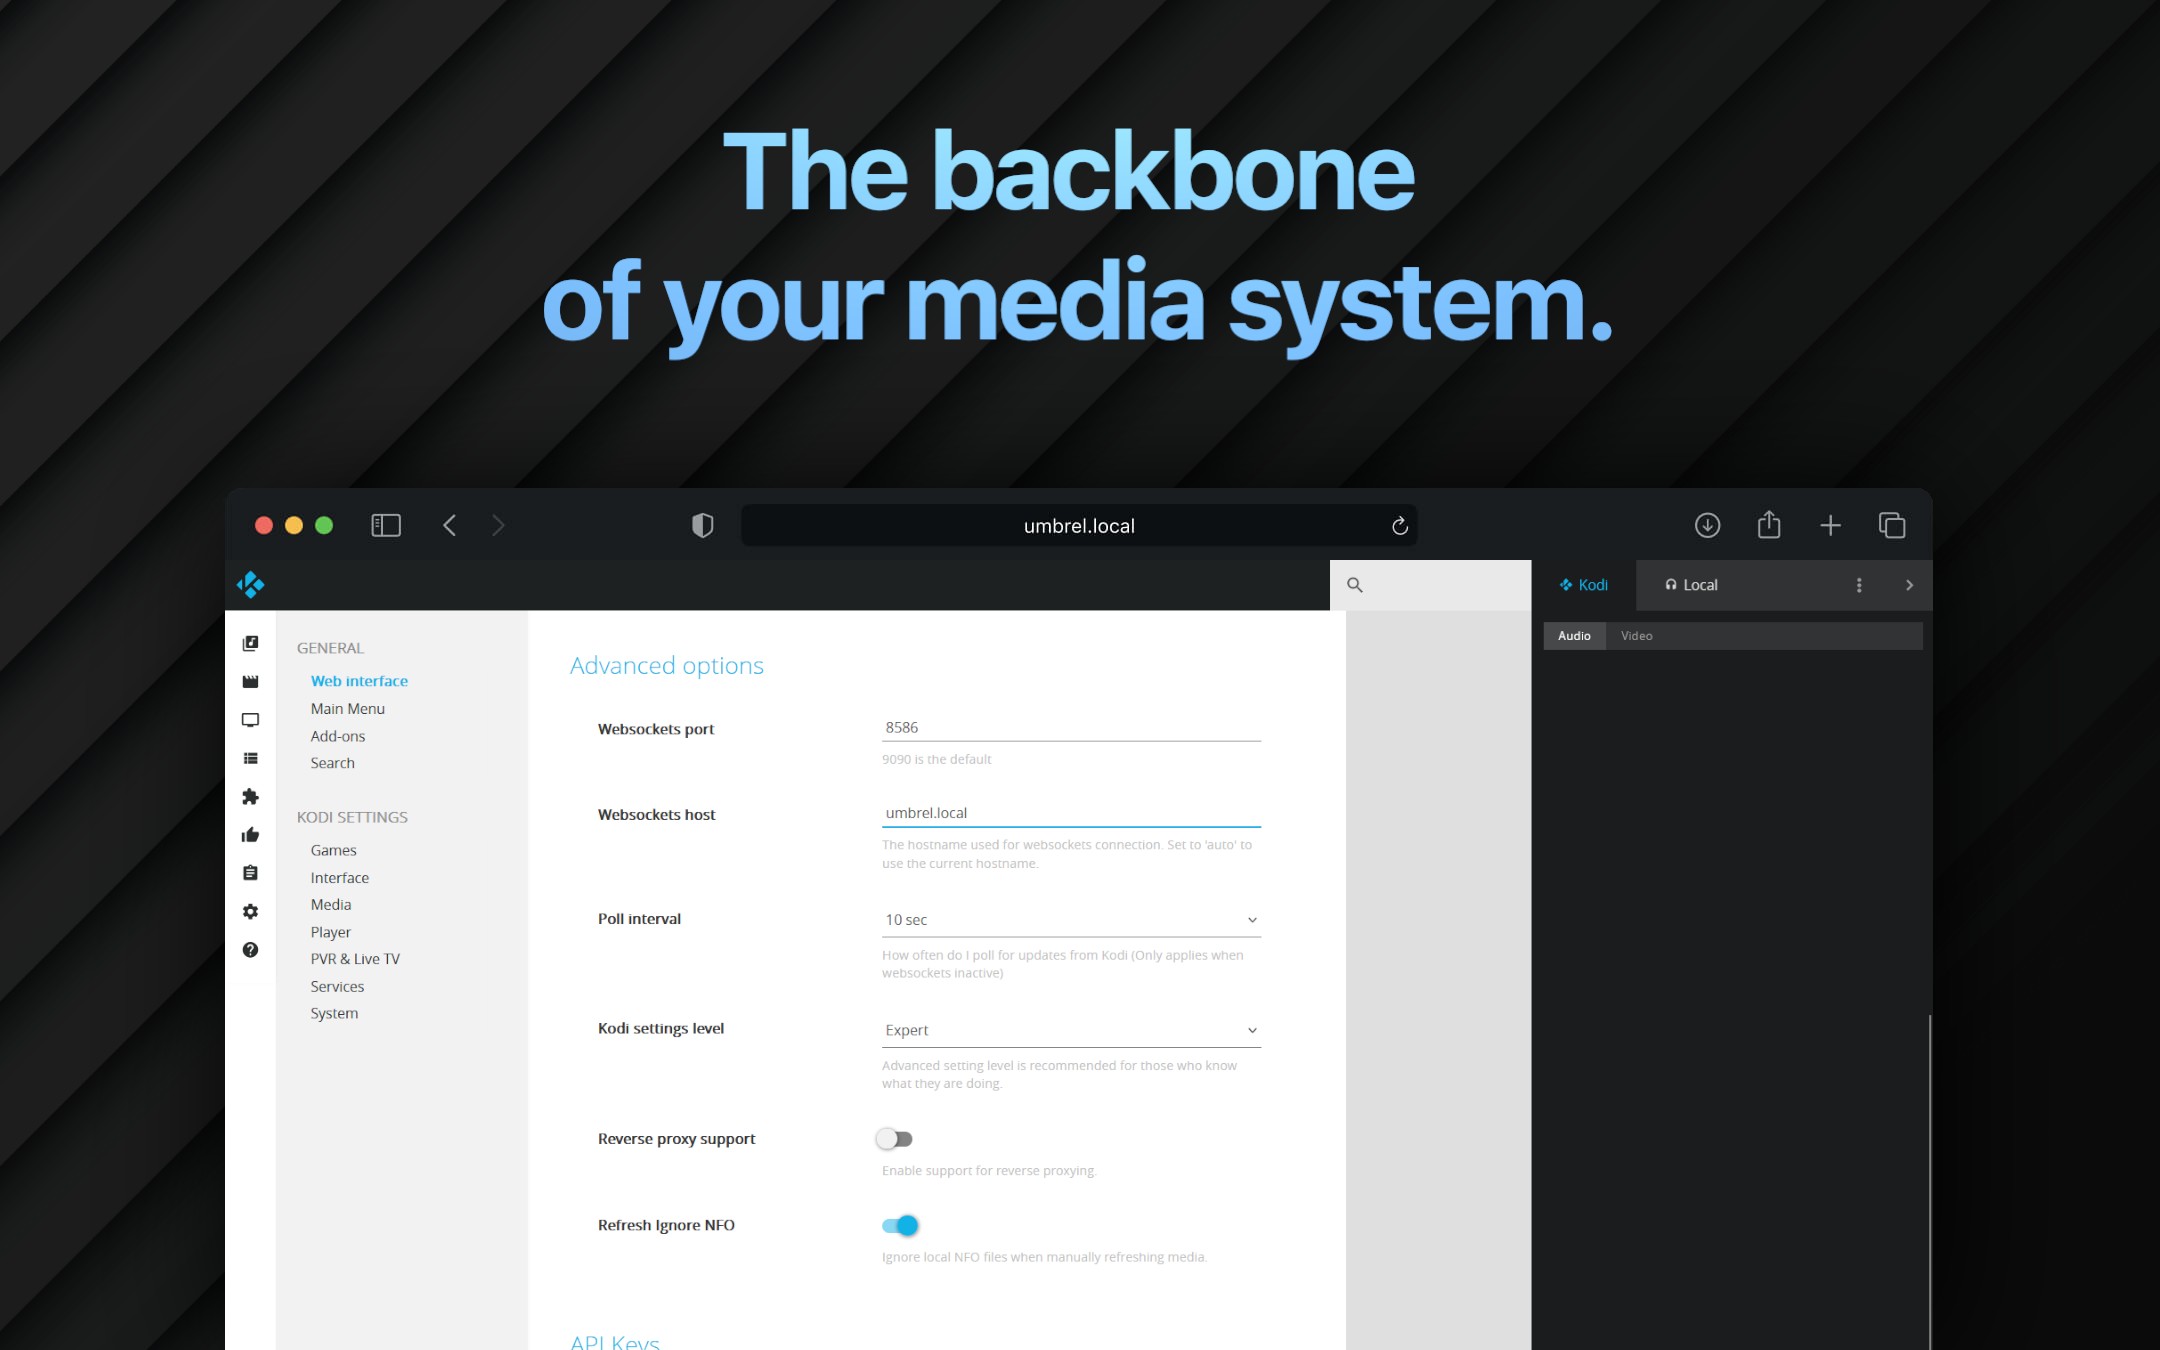 The backbone
of your media system.
umbrel.local
Kodi
Local
Audio
Video
GENERAL
Web interface
Main Menu
Add-ons
Search
KODI SETTINGS
Games
Interface
Media
Player
PVR & Live TV
Services
System
Advanced options
Websockets port
8586
9090 is the default
Websockets host
umbrel.local
The hostname used for websockets connection. Set to 'auto' to
use the current hostname.
Poll interval
10 sec
How often do I poll for updates from Kodi (Only applies when
websockets inactive)
Kodi settings level
Expert
Advanced setting level is recommended for those who know
what they are doing.
Reverse proxy support
Enable support for reverse proxying.
Refresh Ignore NFO
Ignore local NFO files when manually refreshing media.
API Keys